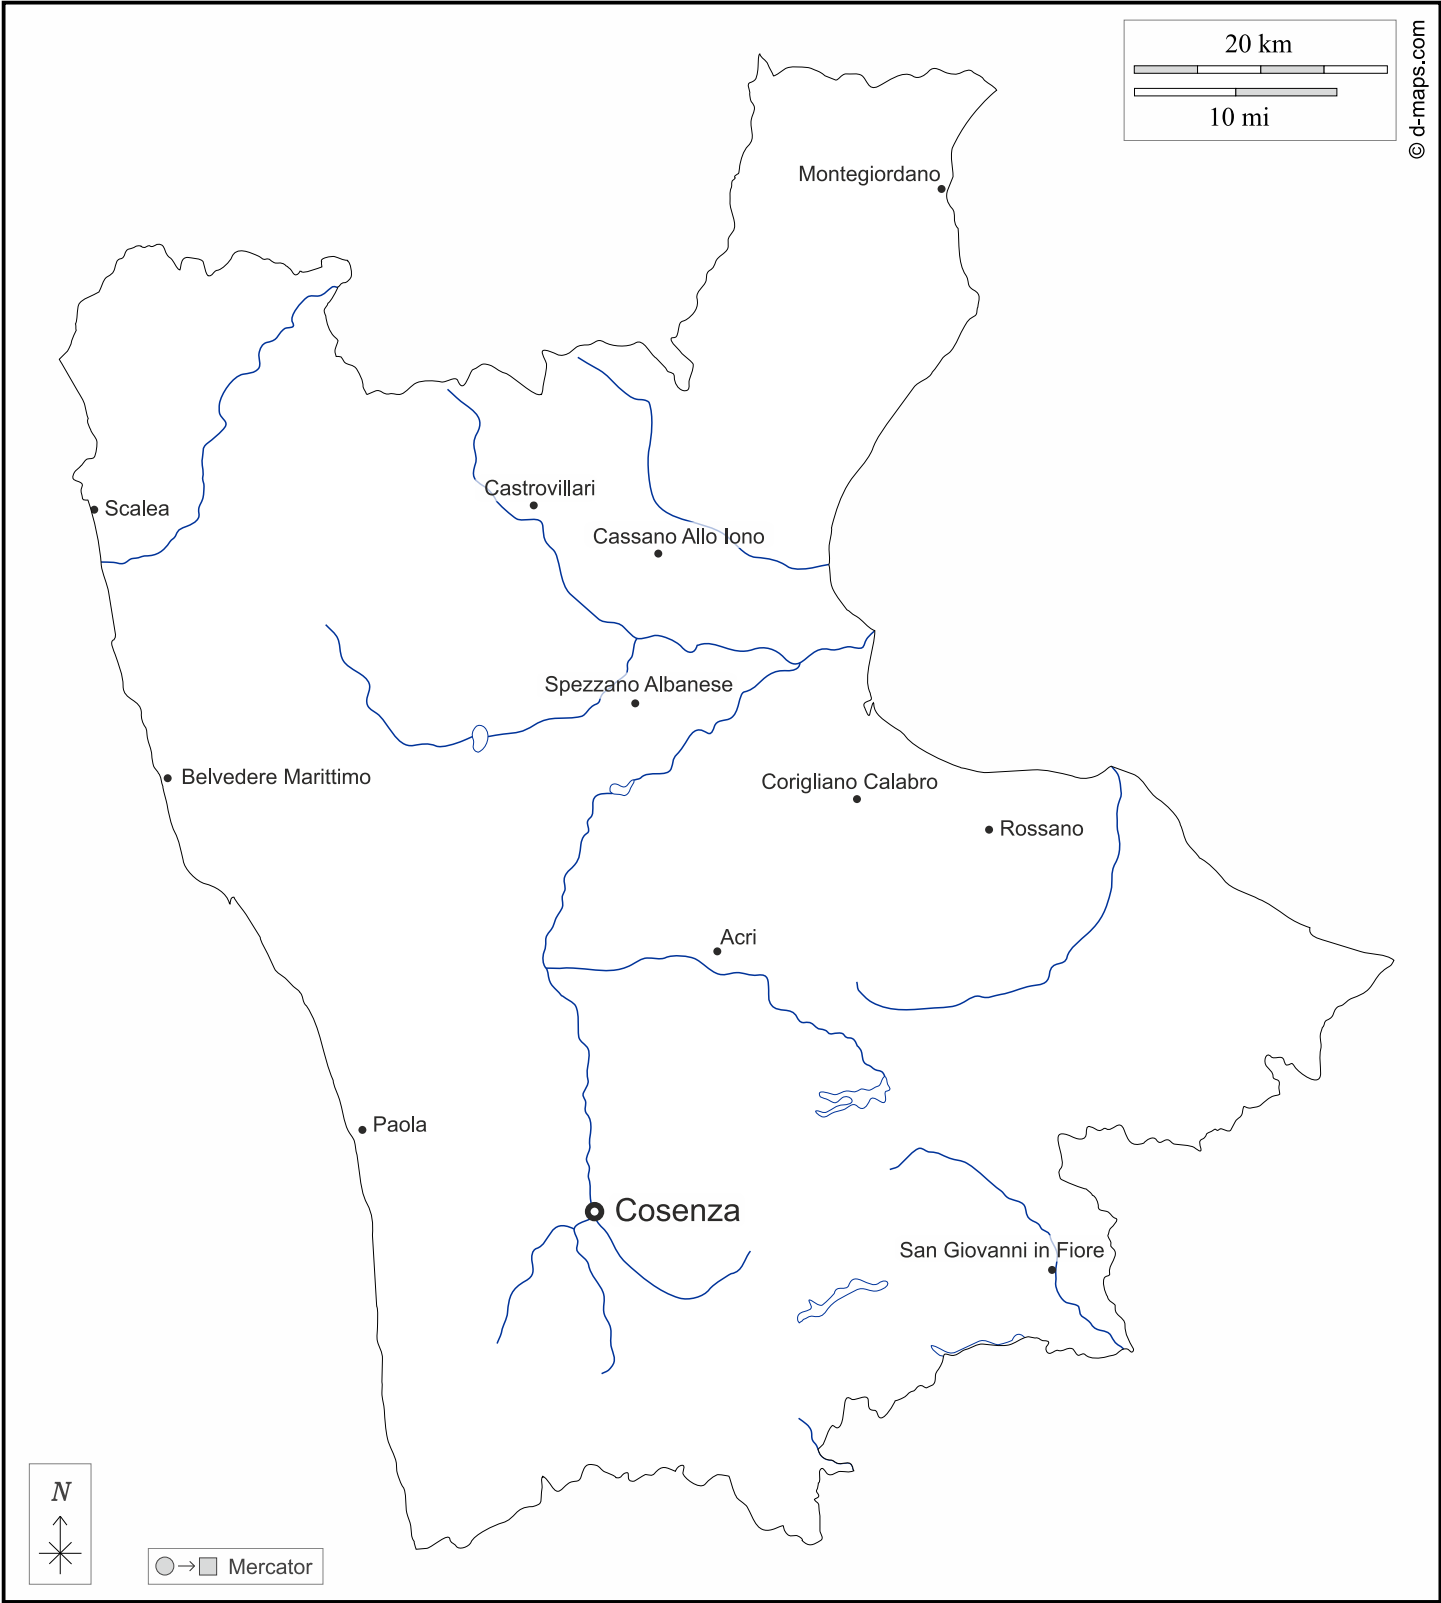 20 km
10 mi
© d-maps.com
Montegiordano
Castrovillari
Scalea
Cassano Allo Iono
Spezzano Albanese
Belvedere Marittimo
Corigliano Calabro
Rossano
Acri
Paola
Cosenza
San Giovanni in Fiore
N
Mercator